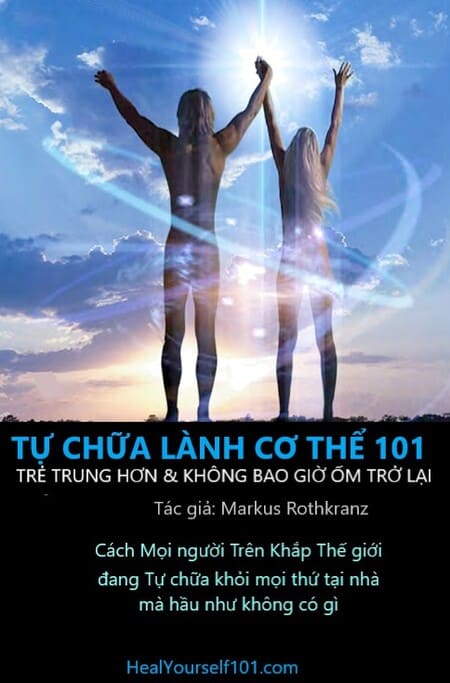 TỰ CHỮA LÀNH CƠ THỂ 101
TRẺ TRUNG HƠN & KHÔNG BAO GIỜ ỐM TRỞ LẠI
Tác giả: Markus Rothkranz
Cách Mọi người Trên Khắp Thế giới
đang Tự chữa khỏi mọi thứ tại nhà
mà hầu như không có gì
HealYourself101.com